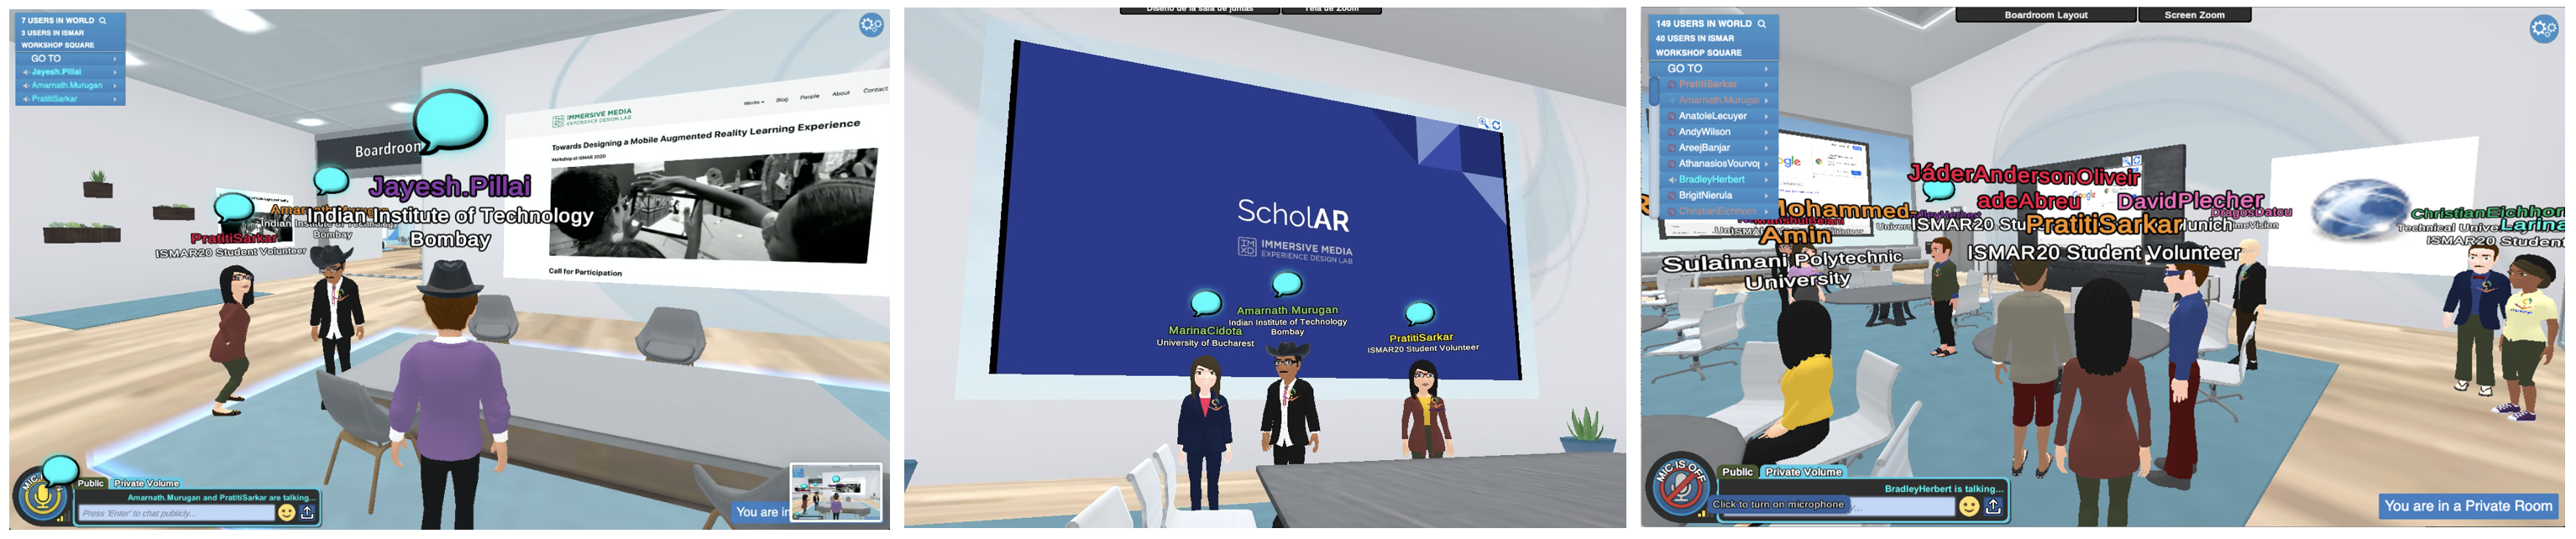 7 USERS IN WORLD
3 USERS IN ISMAR
WORKSHOP SQUARE
GO TO
Jayesh.Pillai
Amarnath.Murugan
PratitiSarkar
Boardroom
Works
Blog
People
About
Contact
IMMERSIVE MEDIA
EXPERIENCE DESIGN LAB
Towards Designing a Mobile Augmented Reality Learning Experience
Workshop at ISMAR 2020
Call for Participation
Jayesh.Pillai
Indian Institute of Technology
Bombay
Indian Institute of Technology
Bombay
PratitiSarkar
ISMAR20 Student Volunteer
Public
Private Volume
Amarnath.Murugan and PratitiSarkar are talking...
Press 'Enter' to chat publicly...
You are in
Diseño de la sala de juntas
Tela de Zoom
ScholAR
IMXD
IMMERSIVE MEDIA
EXPERIENCE DESIGN LAB
MarinaCidota
University of Bucharest
Amarnath.Murugan
Indian Institute of Technology
Bombay
PratitiSarkar
ISMAR20 Student Volunteer
149 USERS IN WORLD
40 USERS IN ISMAR
WORKSHOP SQUARE
GO TO
PratitiSarkar
Amarnath.Murugan
AnatoleLecuyer
AndyWilson
AreejBanjar
AthanasiosVourvop
BradleyHerbert
BrigitNierula
ChristianEichhorn
Boardroom Layout
Screen Zoom
JáderAndersonOliveir
adeAbreu
DavidPlecher
DragosDatcu
Mohammed-
Amin
Sulaimani Polytechnic
University
ISMAR20 Stu
PratitiSarkar
ISMAR20 Student Volunteer
ChristianEichhorn
Technical Unive
Larina
ISMAR20 Student
MIC IS OFF
Public
Private Volume
BradleyHerbert is talking...
Click to turn on microphone
You are in a Private Room